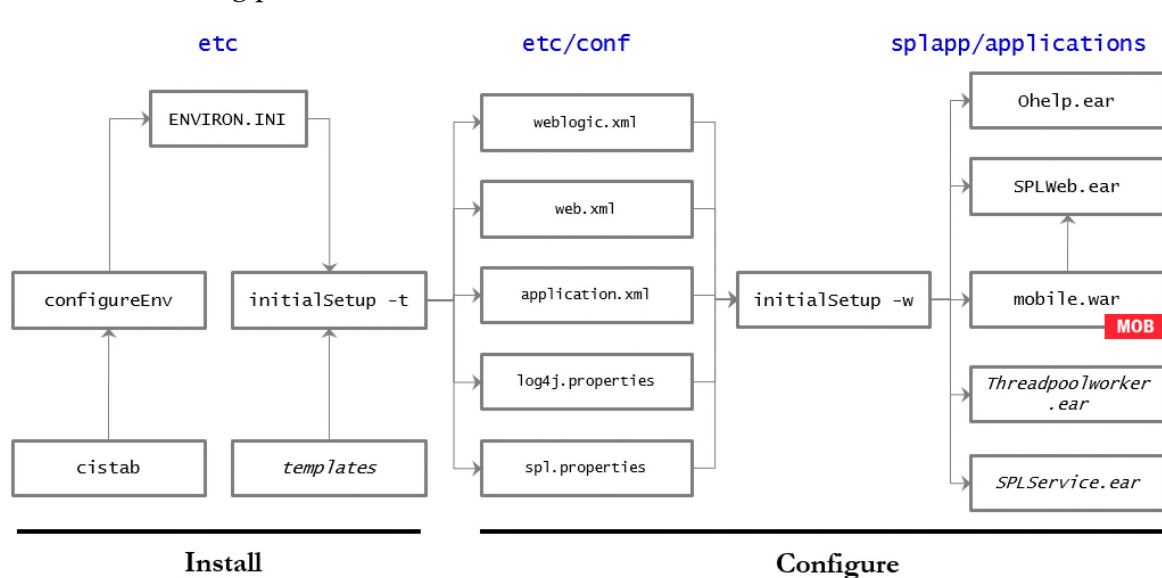 etc
etc/conf
splapp/applications
ENVIRON.INI
configureEnv
initialSetup -t
cistab
templates
weblogic.xml
web.xml
application.xml
log4j.properties
spl.properties
initialSetup -w
Ohelp.ear
SPLWeb.ear
mobile.war
MOB
Threadpoolworker
.ear
SPLService.ear
Install
Configure